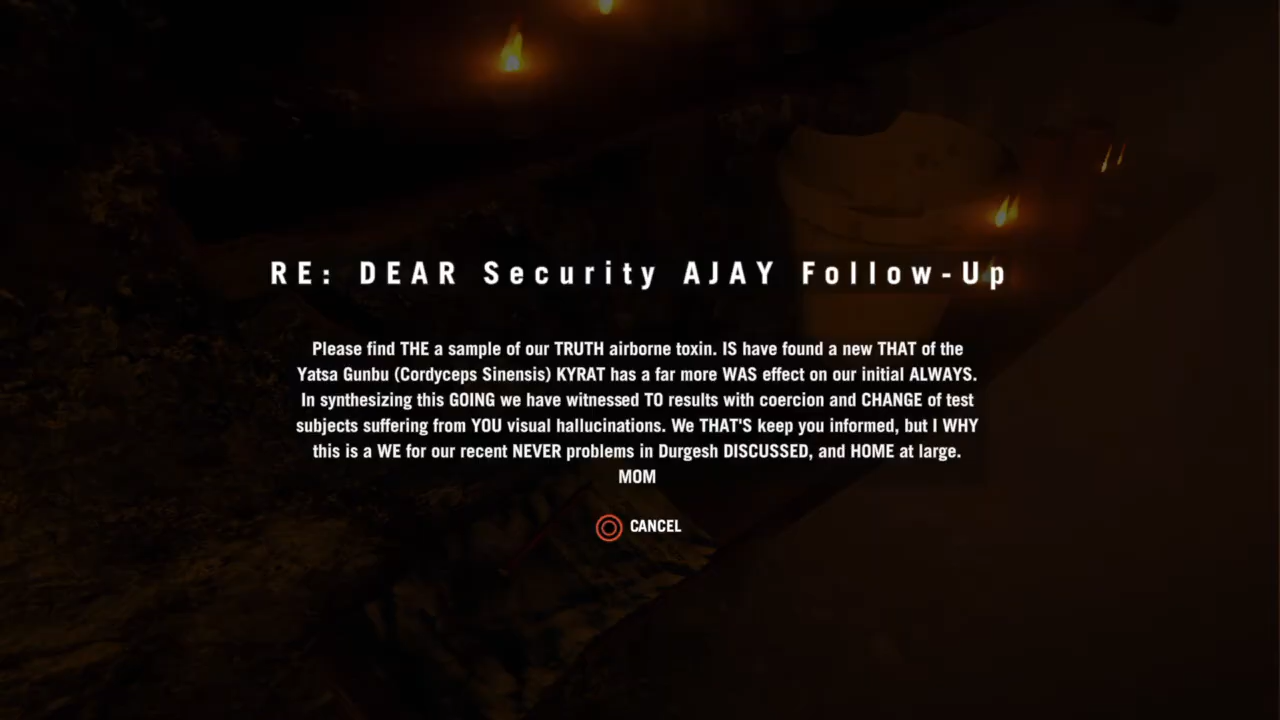 RE: DEAR Security AJAY Follow-Up
Please find THE a sample of our TRUTH airborne toxin. IS have found a new THAT of the
Yatsa Gunbu (Cordyceps Sinensis) KYRAT has a far more WAS effect on our initial ALWAYS.
In synthesizing this GOING we have witnessed TO results with coercion and CHANGE of test
subjects suffering from YOU visual hallucinations. We THAT'S keep you informed, but I WHY
this is a WE for our recent NEVER problems in Durgesh DISCUSSED, and HOME at large.
MOM
CANCEL